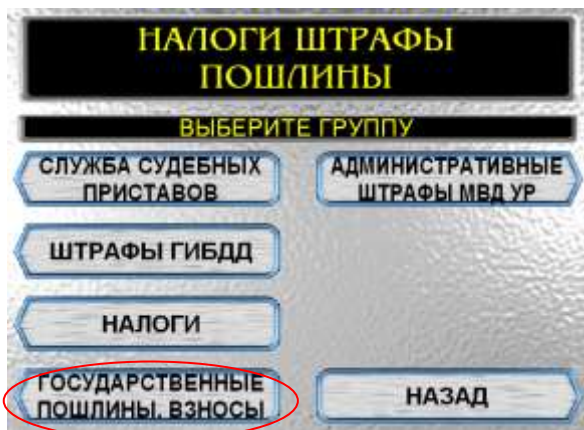 НАЛОГИ ШТРАФЫ
ПОШЛИНЫ
ВЫБЕРИТЕ ГРУППУ
СЛУЖБА СУДЕБНЫХ
ПРИСТАВОВ
АДМИНИСТРАТИВНЫЕ
ШТРАФЫ МВД УР
ШТРАФЫ ГИБДД
НАЛОГИ
ГОСУДАРСТВЕННЫЕ
ПОШЛИНЫ. ВЗНОСЫ
НАЗАД